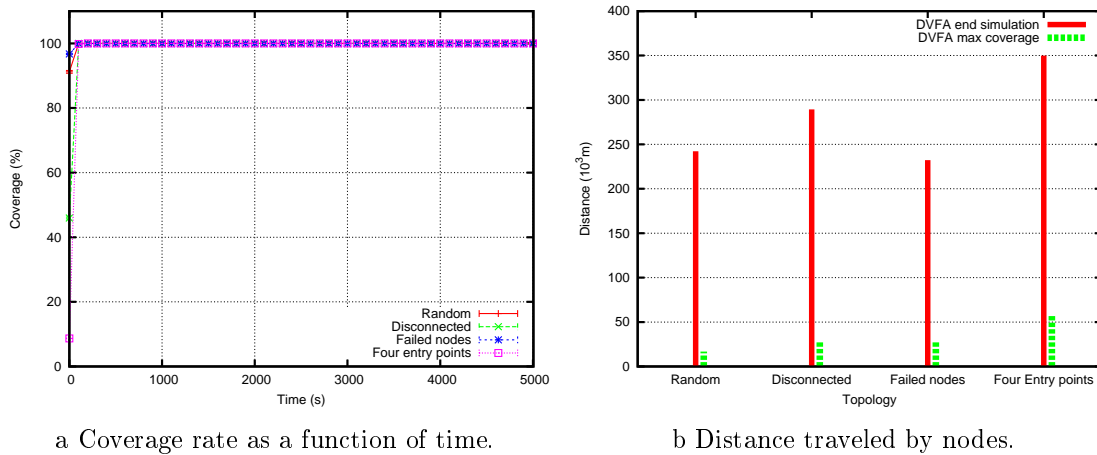 100
80
60
40
20
0
Coverage (%)
0 1000 2000 3000 4000 5000
Time (s)
Random
Disconnected
Failed nodes
Four entry points
a Coverage rate as a function of time.
400
350
300
250
200
150
100
50
0
Distance (10³m)
DVFA end simulation
DVFA max coverage
Random Disconnected Failed nodes Four Entry points
Topology
b Distance traveled by nodes.